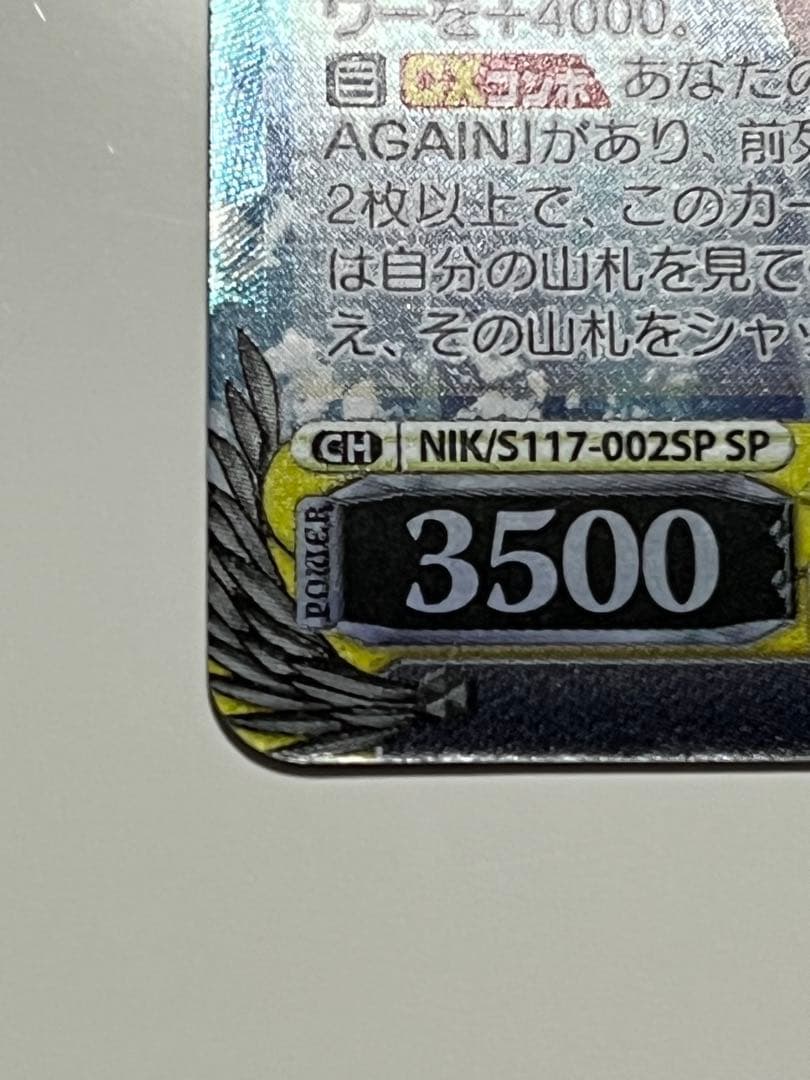 ワーを+4000。
自 CXコンボ あなたの
AGAIN」があり、前列
2枚以上で、このカー
は自分の山札を見て
え、その山札をシャッ
CH NIK/S117-002SP SP
POWER 3500